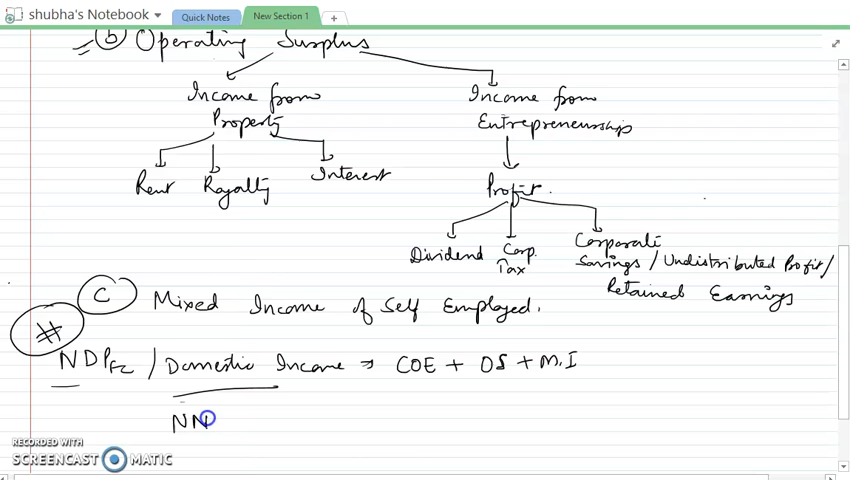 shubha's Notebook
Quick Notes
New Section 1
+
b Operating Surplus
Income from Property
Income from Entrepreneurship
Rent Royalty Interest
Profit.
Dividend
Corp. Tax
Corporate Savings / Undistributed Profit / Retained Earnings
C Mixed Income of Self Employed.
#
NDPFC / Domestic Income → COE + OS + M.I
NN
RECORDED WITH
SCREENCAST MATIC